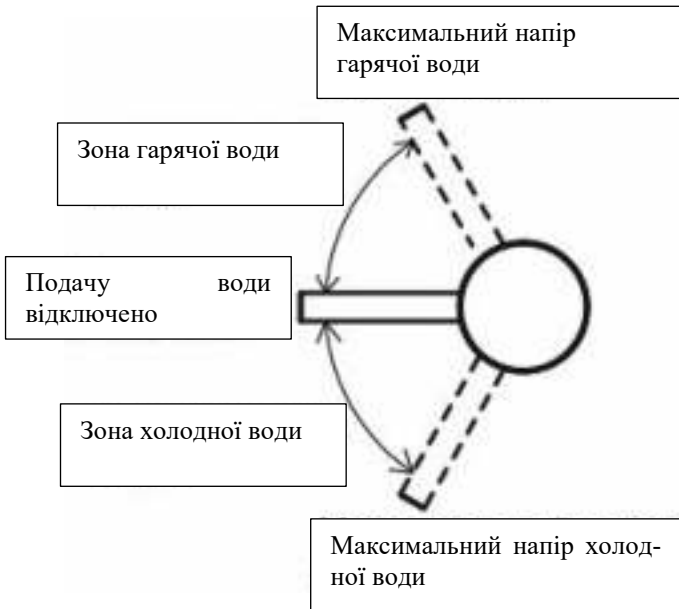 Максимальний напір
гарячої води
Зона гарячої води
Подачу води
відключено
Зона холодної води
Максимальний напір холод-
ної води